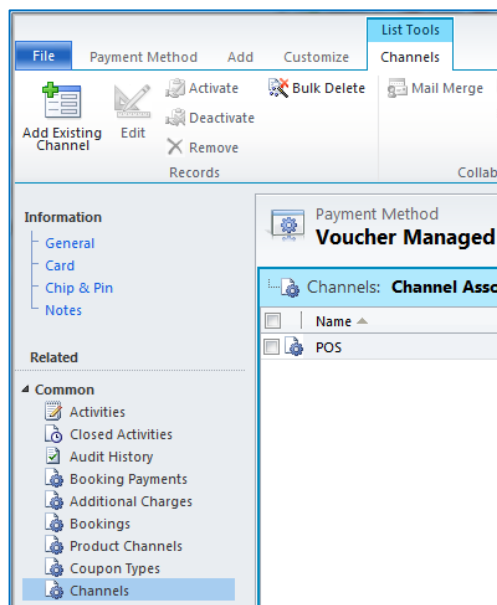 List Tools
File Payment Method Add Customize Channels
Add Existing Channel
Edit
Activate
Deactivate
Remove
Bulk Delete
Mail Merge
Records
Information
General
Card
Chip & Pin
Notes
Related
Common
Activities
Closed Activities
Audit History
Booking Payments
Additional Charges
Bookings
Product Channels
Coupon Types
Channels
Payment Method
Voucher Managed
Channels: Channel Asso
Name
POS